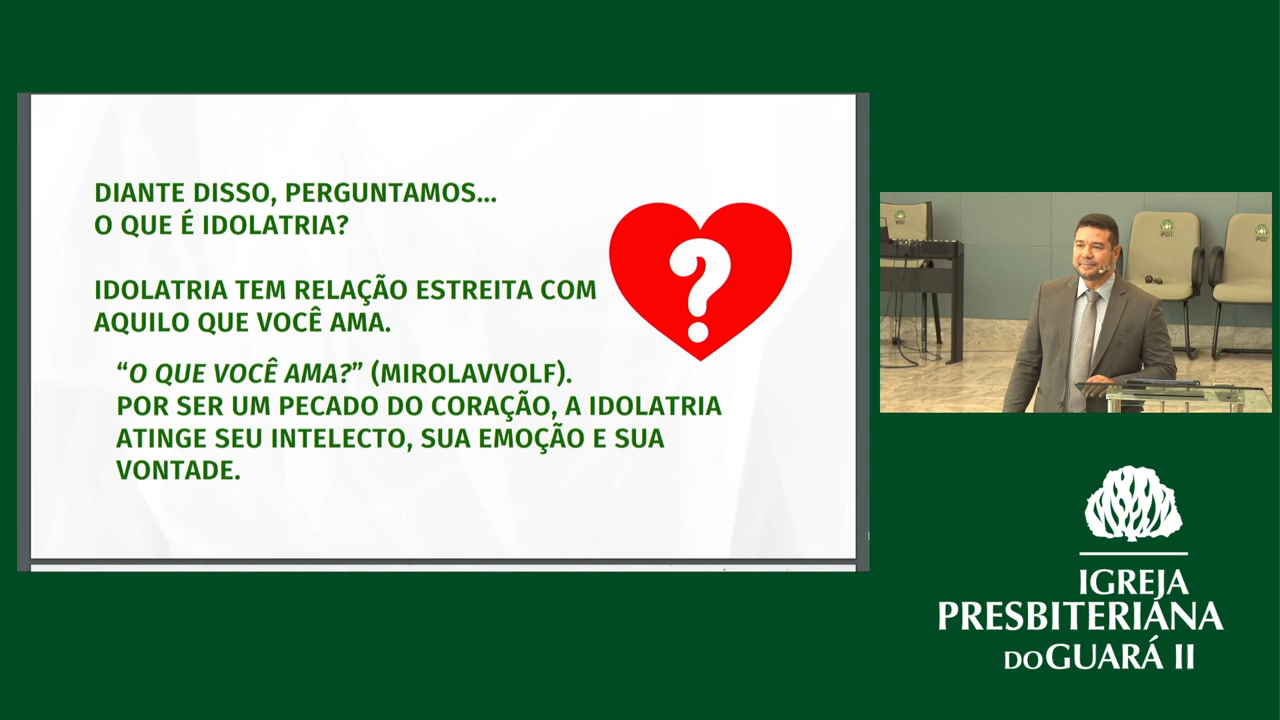 DIANTE DISSO, PERGUNTAMOS...
O QUE É IDOLATRIA?
IDOLATRIA TEM RELAÇÃO ESTREITA COM
AQUILO QUE VOCÊ AMA.
“O QUE VOCÊ AMA?” (MIROLAVVOLF).
POR SER UM PECADO DO CORAÇÃO, A IDOLATRIA
ATINGE SEU INTELECTO, SUA EMOÇÃO E SUA
VONTADE.
?
IGREJA
PRESBITERIANA
DO GUARÁ II